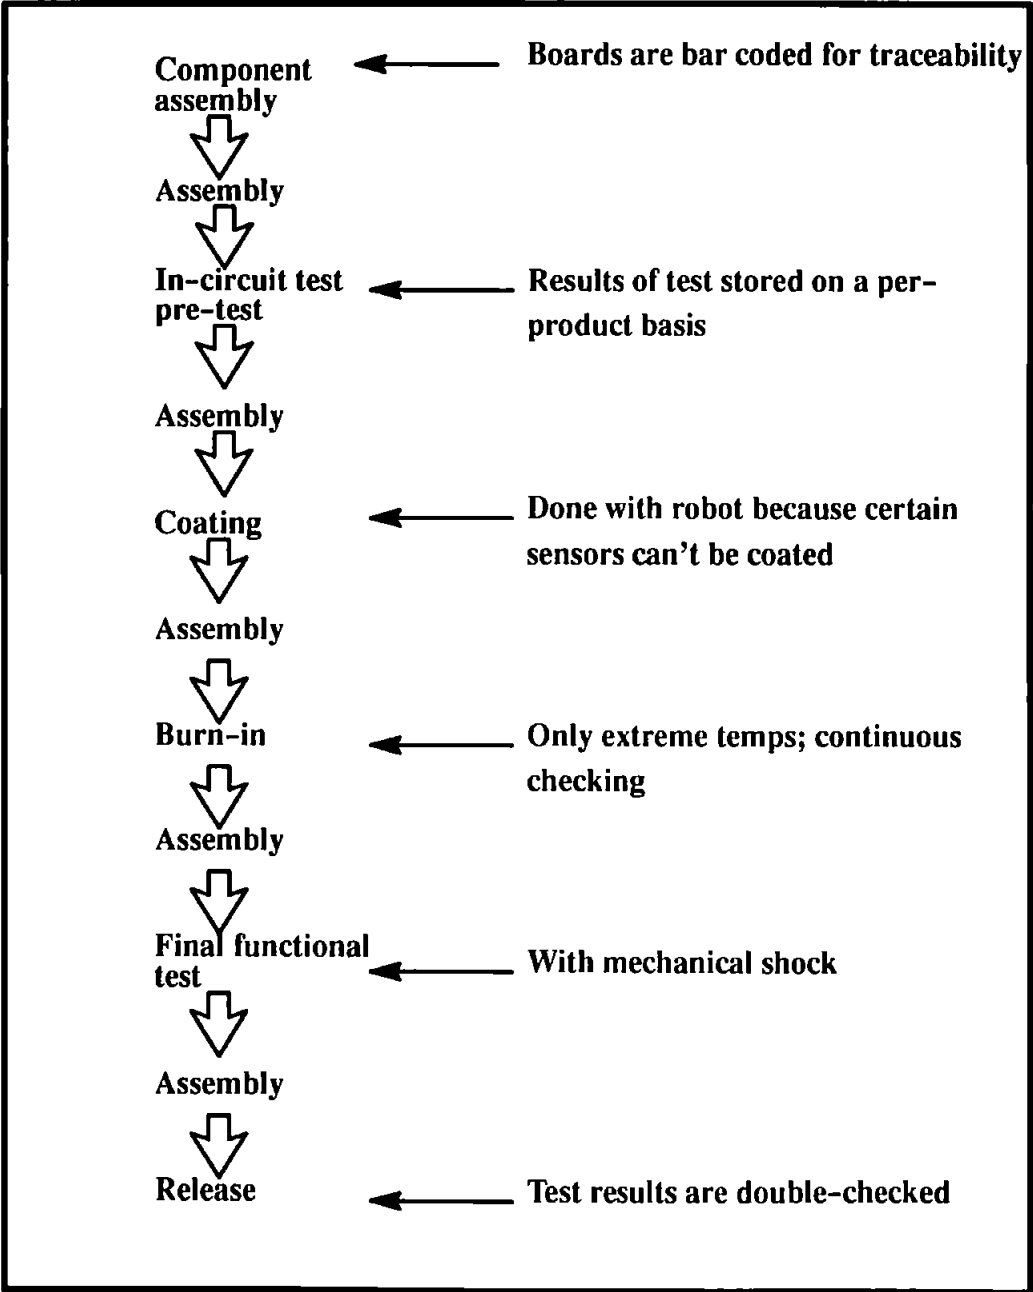 Component
assembly
Boards are bar coded for traceability
Assembly
In-circuit test
pre-test
Results of test stored on a per-
product basis
Assembly
Coating
Done with robot because certain
sensors can't be coated
Assembly
Burn-in
Only extreme temps; continuous
checking
Assembly
Final functional
test
With mechanical shock
Assembly
Release
Test results are double-checked